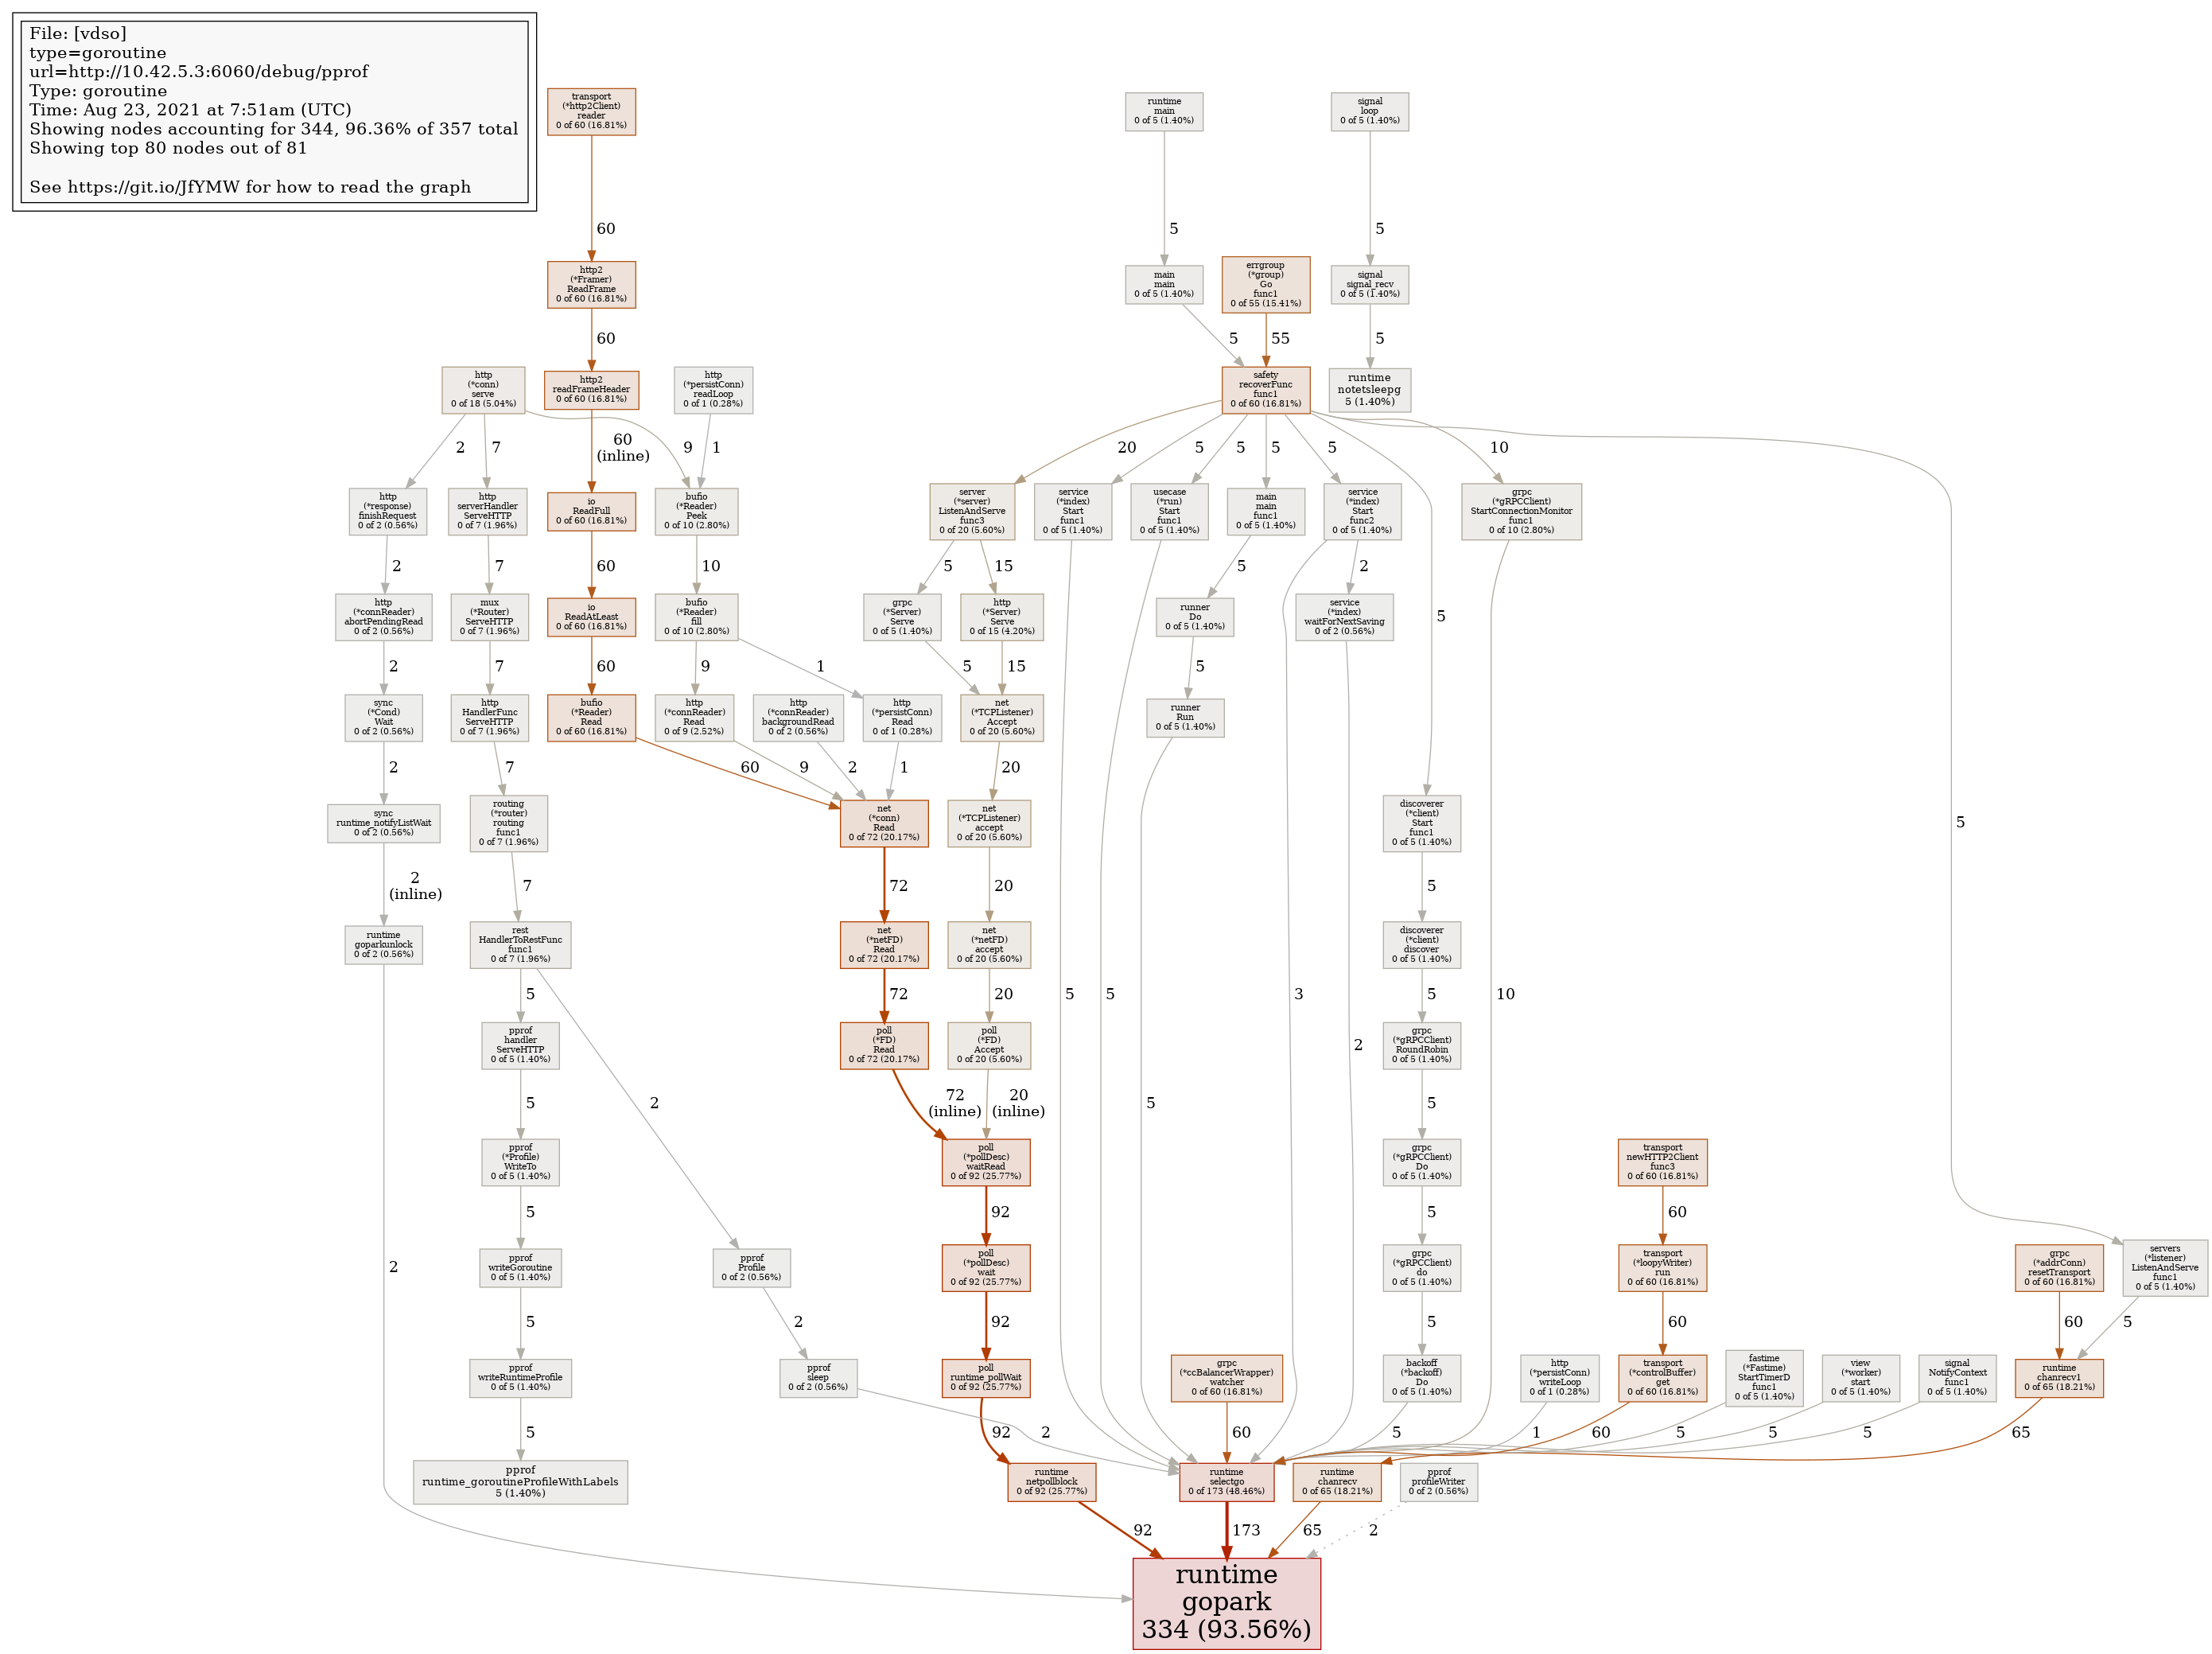 File: [vdso]
type=goroutine
url=http://10.42.5.3:6060/debug/pprof
Type: goroutine
Time: Aug 23, 2021 at 7:51am (UTC)
Showing nodes accounting for 344, 96.36% of 357 total
Showing top 80 nodes out of 81
See https://git.io/JfYMW for how to read the graph
transport
(*http2Client)
reader
0 of 60 (16.81%)
runtime
main
0 of 5 (1.40%)
signal
loop
0 of 5 (1.40%)
60
5
5
http2
(*Framer)
ReadFrame
0 of 60 (16.81%)
main
main
0 of 5 (1.40%)
errgroup
(*group)
Go
func1
0 of 55 (15.41%)
signal
signal_recv
0 of 5 (1.40%)
60
5
55
5
http
(*conn)
serve
0 of 18 (5.04%)
http2
readFrameHeader
0 of 60 (16.81%)
http
(*persistConn)
readLoop
0 of 1 (0.28%)
safety
recoverFunc
func1
0 of 60 (16.81%)
runtime
notetsleepg
5 (1.40%)
2
7
60
(inline)
9
1
20
5
5
5
5
10
http
(*response)
finishRequest
0 of 2 (0.56%)
http
serverHandler
ServeHTTP
0 of 7 (1.96%)
io
ReadFull
0 of 60 (16.81%)
bufio
(*Reader)
Peek
0 of 10 (2.80%)
server
(*server)
ListenAndServe
func3
0 of 20 (5.60%)
service
(*index)
Start
func1
0 of 5 (1.40%)
usecase
(*run)
Start
func1
0 of 5 (1.40%)
main
main
func1
0 of 5 (1.40%)
service
(*index)
Start
func2
0 of 5 (1.40%)
grpc
(*gRPCClient)
StartConnectionMonitor
func1
0 of 10 (2.80%)
2
7
60
10
5
15
5
2
http
(*connReader)
abortPendingRead
0 of 2 (0.56%)
mux
(*Router)
ServeHTTP
0 of 7 (1.96%)
io
ReadAtLeast
0 of 60 (16.81%)
bufio
(*Reader)
fill
0 of 10 (2.80%)
grpc
(*Server)
Serve
0 of 5 (1.40%)
http
(*Server)
Serve
0 of 15 (4.20%)
runner
Do
0 of 5 (1.40%)
service
(*index)
waitForNextSaving
0 of 2 (0.56%)
5
2
7
60
9
1
5
15
5
sync
(*Cond)
Wait
0 of 2 (0.56%)
http
HandlerFunc
ServeHTTP
0 of 7 (1.96%)
bufio
(*Reader)
Read
0 of 60 (16.81%)
http
(*connReader)
Read
0 of 9 (2.52%)
http
(*connReader)
backgroundRead
0 of 2 (0.56%)
http
(*persistConn)
Read
0 of 1 (0.28%)
net
(*TCPListener)
Accept
0 of 20 (5.60%)
runner
Run
0 of 5 (1.40%)
2
7
60
9
2
1
20
sync
runtime_notifyListWait
0 of 2 (0.56%)
routing
(*router)
routing
func1
0 of 7 (1.96%)
net
(*conn)
Read
0 of 72 (20.17%)
net
(*TCPListener)
accept
0 of 20 (5.60%)
discoverer
(*client)
Start
func1
0 of 5 (1.40%)
5
2
(inline)
7
72
20
5
runtime
goparkunlock
0 of 2 (0.56%)
rest
HandlerToRestFunc
func1
0 of 7 (1.96%)
net
(*netFD)
Read
0 of 72 (20.17%)
net
(*netFD)
accept
0 of 20 (5.60%)
discoverer
(*client)
discover
0 of 5 (1.40%)
5
72
20
5
3
5
10
pprof
handler
ServeHTTP
0 of 5 (1.40%)
poll
(*FD)
Read
0 of 72 (20.17%)
poll
(*FD)
Accept
0 of 20 (5.60%)
grpc
(*gRPCClient)
RoundRobin
0 of 5 (1.40%)
2
5
2
72
(inline)
20
(inline)
5
5
pprof
(*Profile)
WriteTo
0 of 5 (1.40%)
poll
(*pollDesc)
waitRead
0 of 92 (25.77%)
grpc
(*gRPCClient)
Do
0 of 5 (1.40%)
transport
newHTTP2Client
func3
0 of 60 (16.81%)
5
92
5
60
2
pprof
writeGoroutine
0 of 5 (1.40%)
pprof
Profile
0 of 2 (0.56%)
poll
(*pollDesc)
wait
0 of 92 (25.77%)
grpc
(*gRPCClient)
do
0 of 5 (1.40%)
transport
(*loopyWriter)
run
0 of 60 (16.81%)
grpc
(*addrConn)
resetTransport
0 of 60 (16.81%)
servers
(*listener)
ListenAndServe
func1
0 of 5 (1.40%)
5
2
92
5
60
60
5
pprof
writeRuntimeProfile
0 of 5 (1.40%)
pprof
sleep
0 of 2 (0.56%)
poll
runtime_pollWait
0 of 92 (25.77%)
grpc
(*ccBalancerWrapper)
watcher
0 of 60 (16.81%)
backoff
(*backoff)
Do
0 of 5 (1.40%)
http
(*persistConn)
writeLoop
0 of 1 (0.28%)
transport
(*controlBuffer)
get
0 of 60 (16.81%)
fastime
(*Fastime)
StartTimerD
func1
0 of 5 (1.40%)
view
(*worker)
start
0 of 5 (1.40%)
signal
NotifyContext
func1
0 of 5 (1.40%)
runtime
chanrecv1
0 of 65 (18.21%)
5
92
2
60
5
1
60
5
5
5
65
pprof
runtime_goroutineProfileWithLabels
5 (1.40%)
runtime
netpollblock
0 of 92 (25.77%)
runtime
selectgo
0 of 173 (48.46%)
runtime
chanrecv
0 of 65 (18.21%)
pprof
profileWriter
0 of 2 (0.56%)
92
173
65
2
runtime
gopark
334 (93.56%)